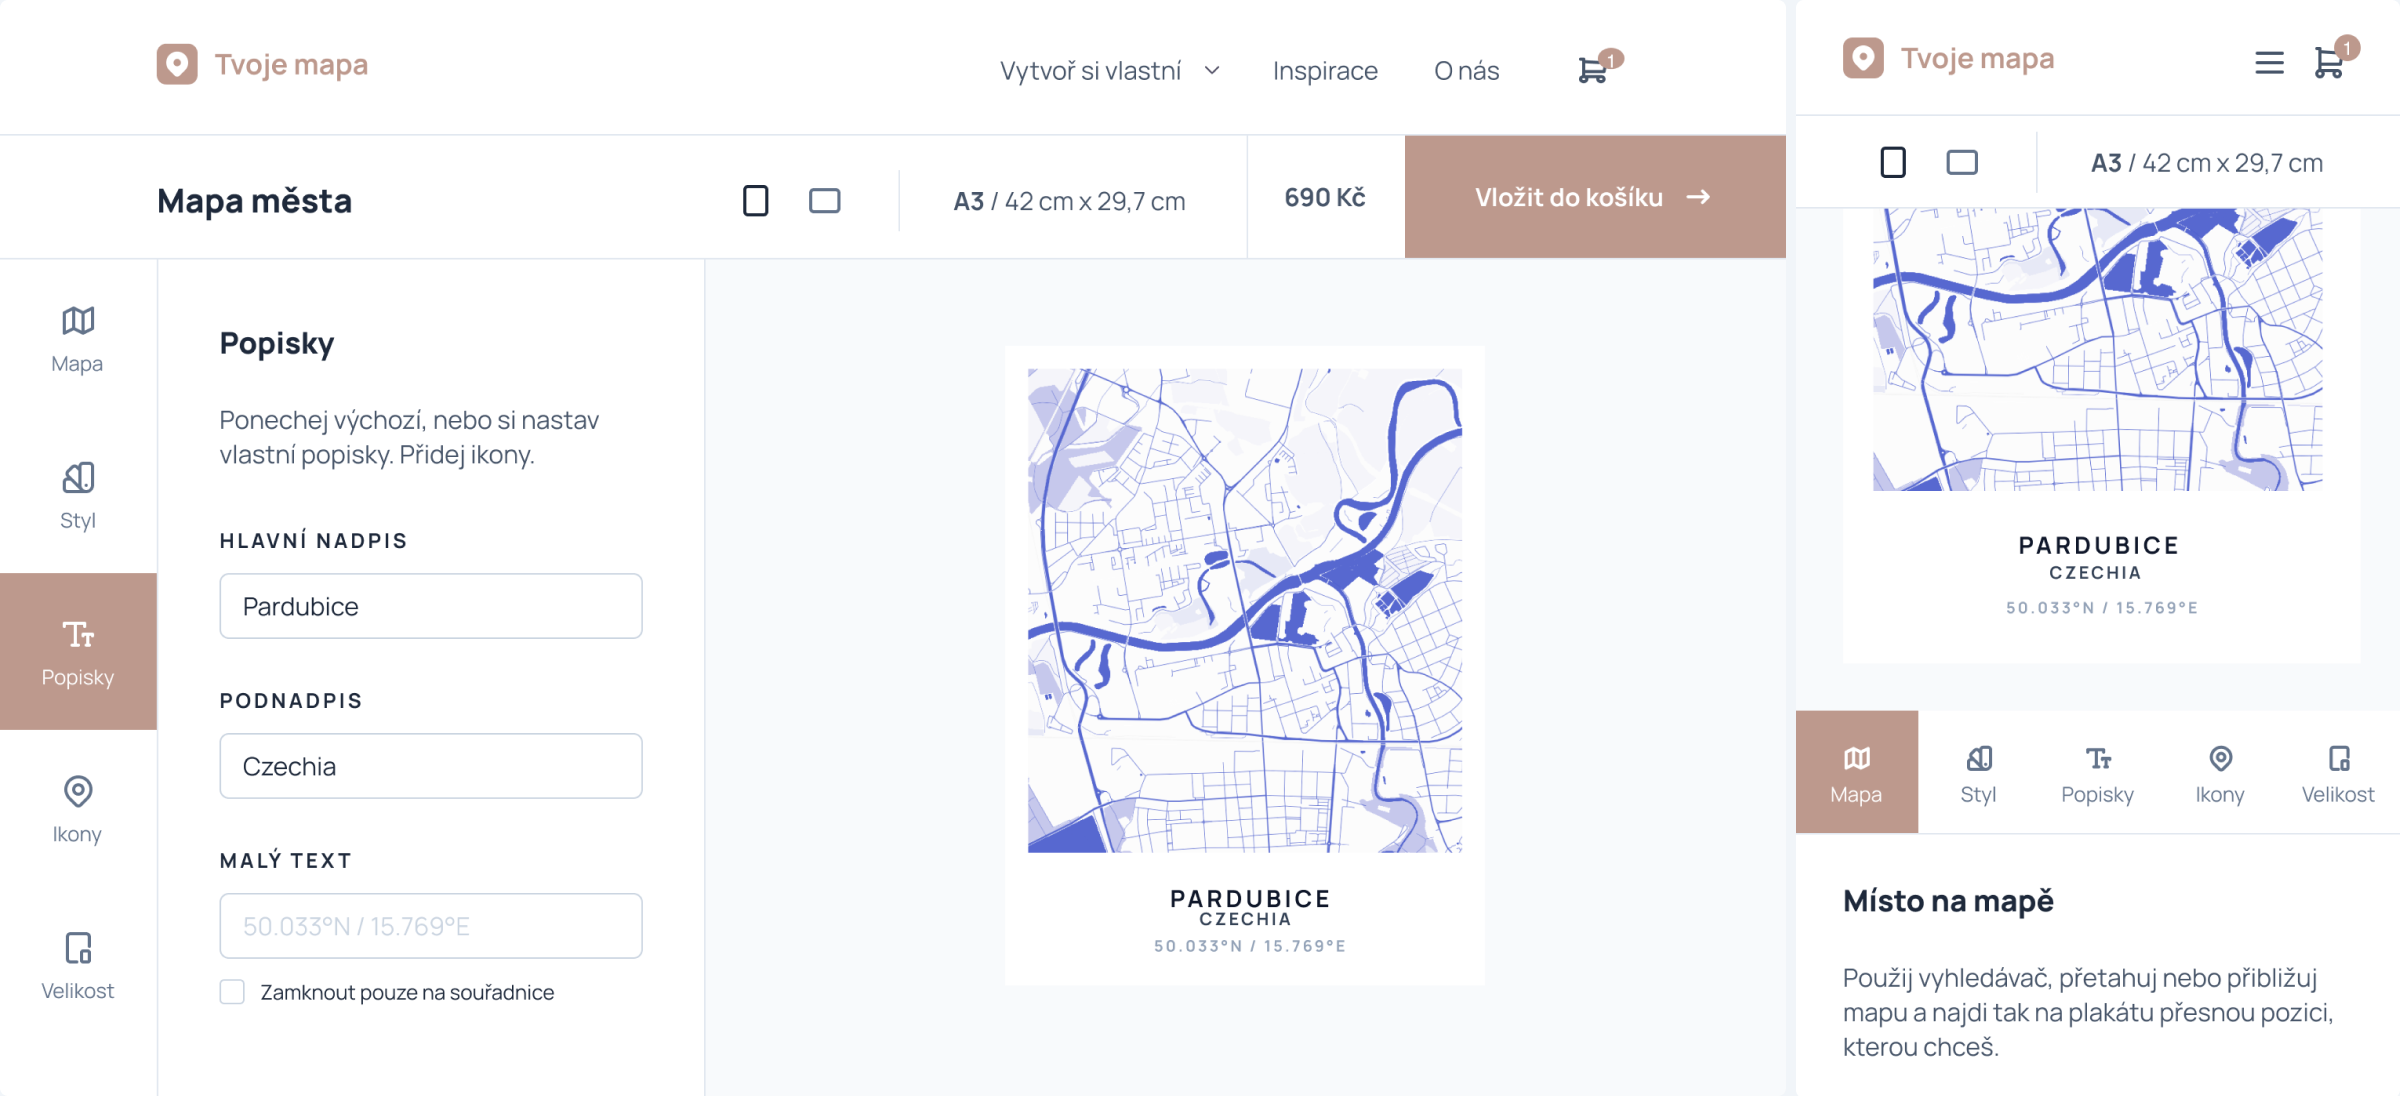 Tvoje mapa
Vytvoř si vlastní
Inspirace
O nás
1
Mapa města
A3 / 42 cm x 29,7 cm
690 Kč
Vložit do košíku
Mapa
Styl
Popisky
Ikony
Velikost
Popisky
Ponechej výchozí, nebo si nastav
vlastní popisky. Přidej ikony.
HLAVNÍ NADPIS
Pardubice
PODNADPIS
Czechia
MALÝ TEXT
50.033°N / 15.769°E
Zamknout pouze na souřadnice
PARDUBICE
CZECHIA
50.033°N / 15.769°E
Tvoje mapa
1
A3 / 42 cm x 29,7 cm
PARDUBICE
CZECHIA
50.033°N / 15.769°E
Mapa
Styl
Popisky
Ikony
Velikost
Místo na mapě
Použij vyhledávač, přetahuj nebo přibližuj
mapu a najdi tak na plakátu přesnou pozici,
kterou chceš.